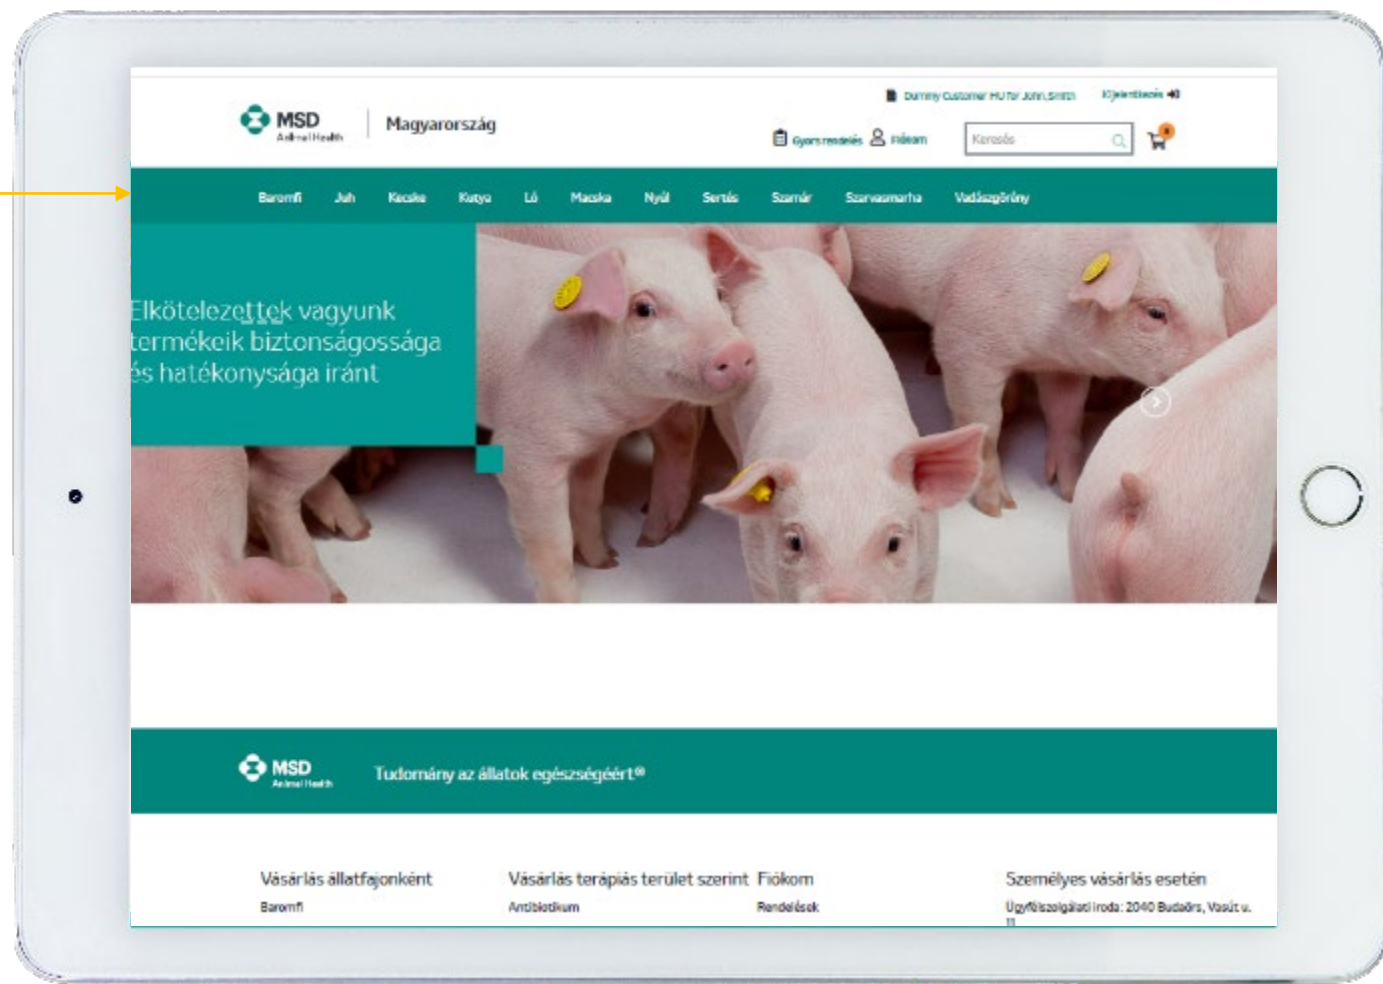 Dummy Customer HU for John, Smith Kijelentkezés
MSD
Animal Health
Magyarország
Gyorsrendelés Fiókom Keresés 0
Baromfi Juh Kecske Kutya Ló Macska Nyúl Sertés Szamár Szarvasmarha Vadászgörény
Elkötelezettek vagyunk
termékeik biztonságossága
és hatékonysága iránt
MSD
Animal Health
Tudomány az állatok egészségéért®
Vásárlás állatfajonként Vásárlás terápiás terület szerint Fiókom Személyes vásárlás esetén
Baromfi Antibiotikum Rendelések Ügyfélszolgálati iroda: 2040 Budaörs, Vasút u.
11